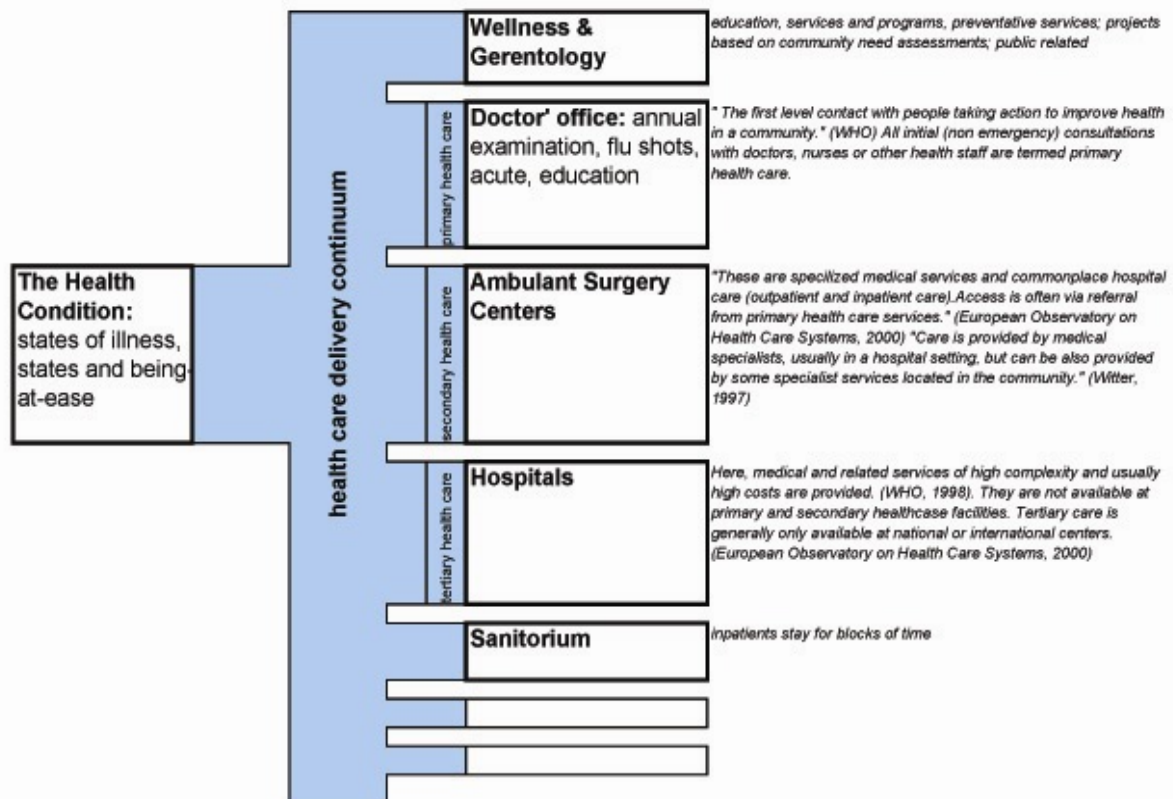 Wellness &
Gerentology
education, services and programs, preventative services; projects
based on community need assessments; public related
primary health care
Doctor' office: annual
examination, flu shots,
acute, education
" The first level contact with people taking action to improve health
in a community." (WHO) All initial (non emergency) consultations
with doctors, nurses or other health staff are termed primary
health care.
health care delivery continuum
The Health
Condition:
states of illness,
states and being-
at-ease
secondary health care
Ambulant Surgery
Centers
"These are specilized medical services and commonplace hospital
care (outpatient and inpatient care).Access is often via referral
from primary health care services." (European Observatory on
Health Care Systems, 2000) "Care is provided by medical
specialists, usually in a hospital setting, but can be also provided
by some specialist services located in the community." (Witter,
1997)
tertiary health care
Hospitals
Here, medical and related services of high complexity and usually
high costs are provided. (WHO, 1998). They are not available at
primary and secondary healthcase facilities. Tertiary care is
generally only available at national or international centers.
(European Observatory on Health Care Systems, 2000)
Sanitorium
inpatients stay for blocks of time